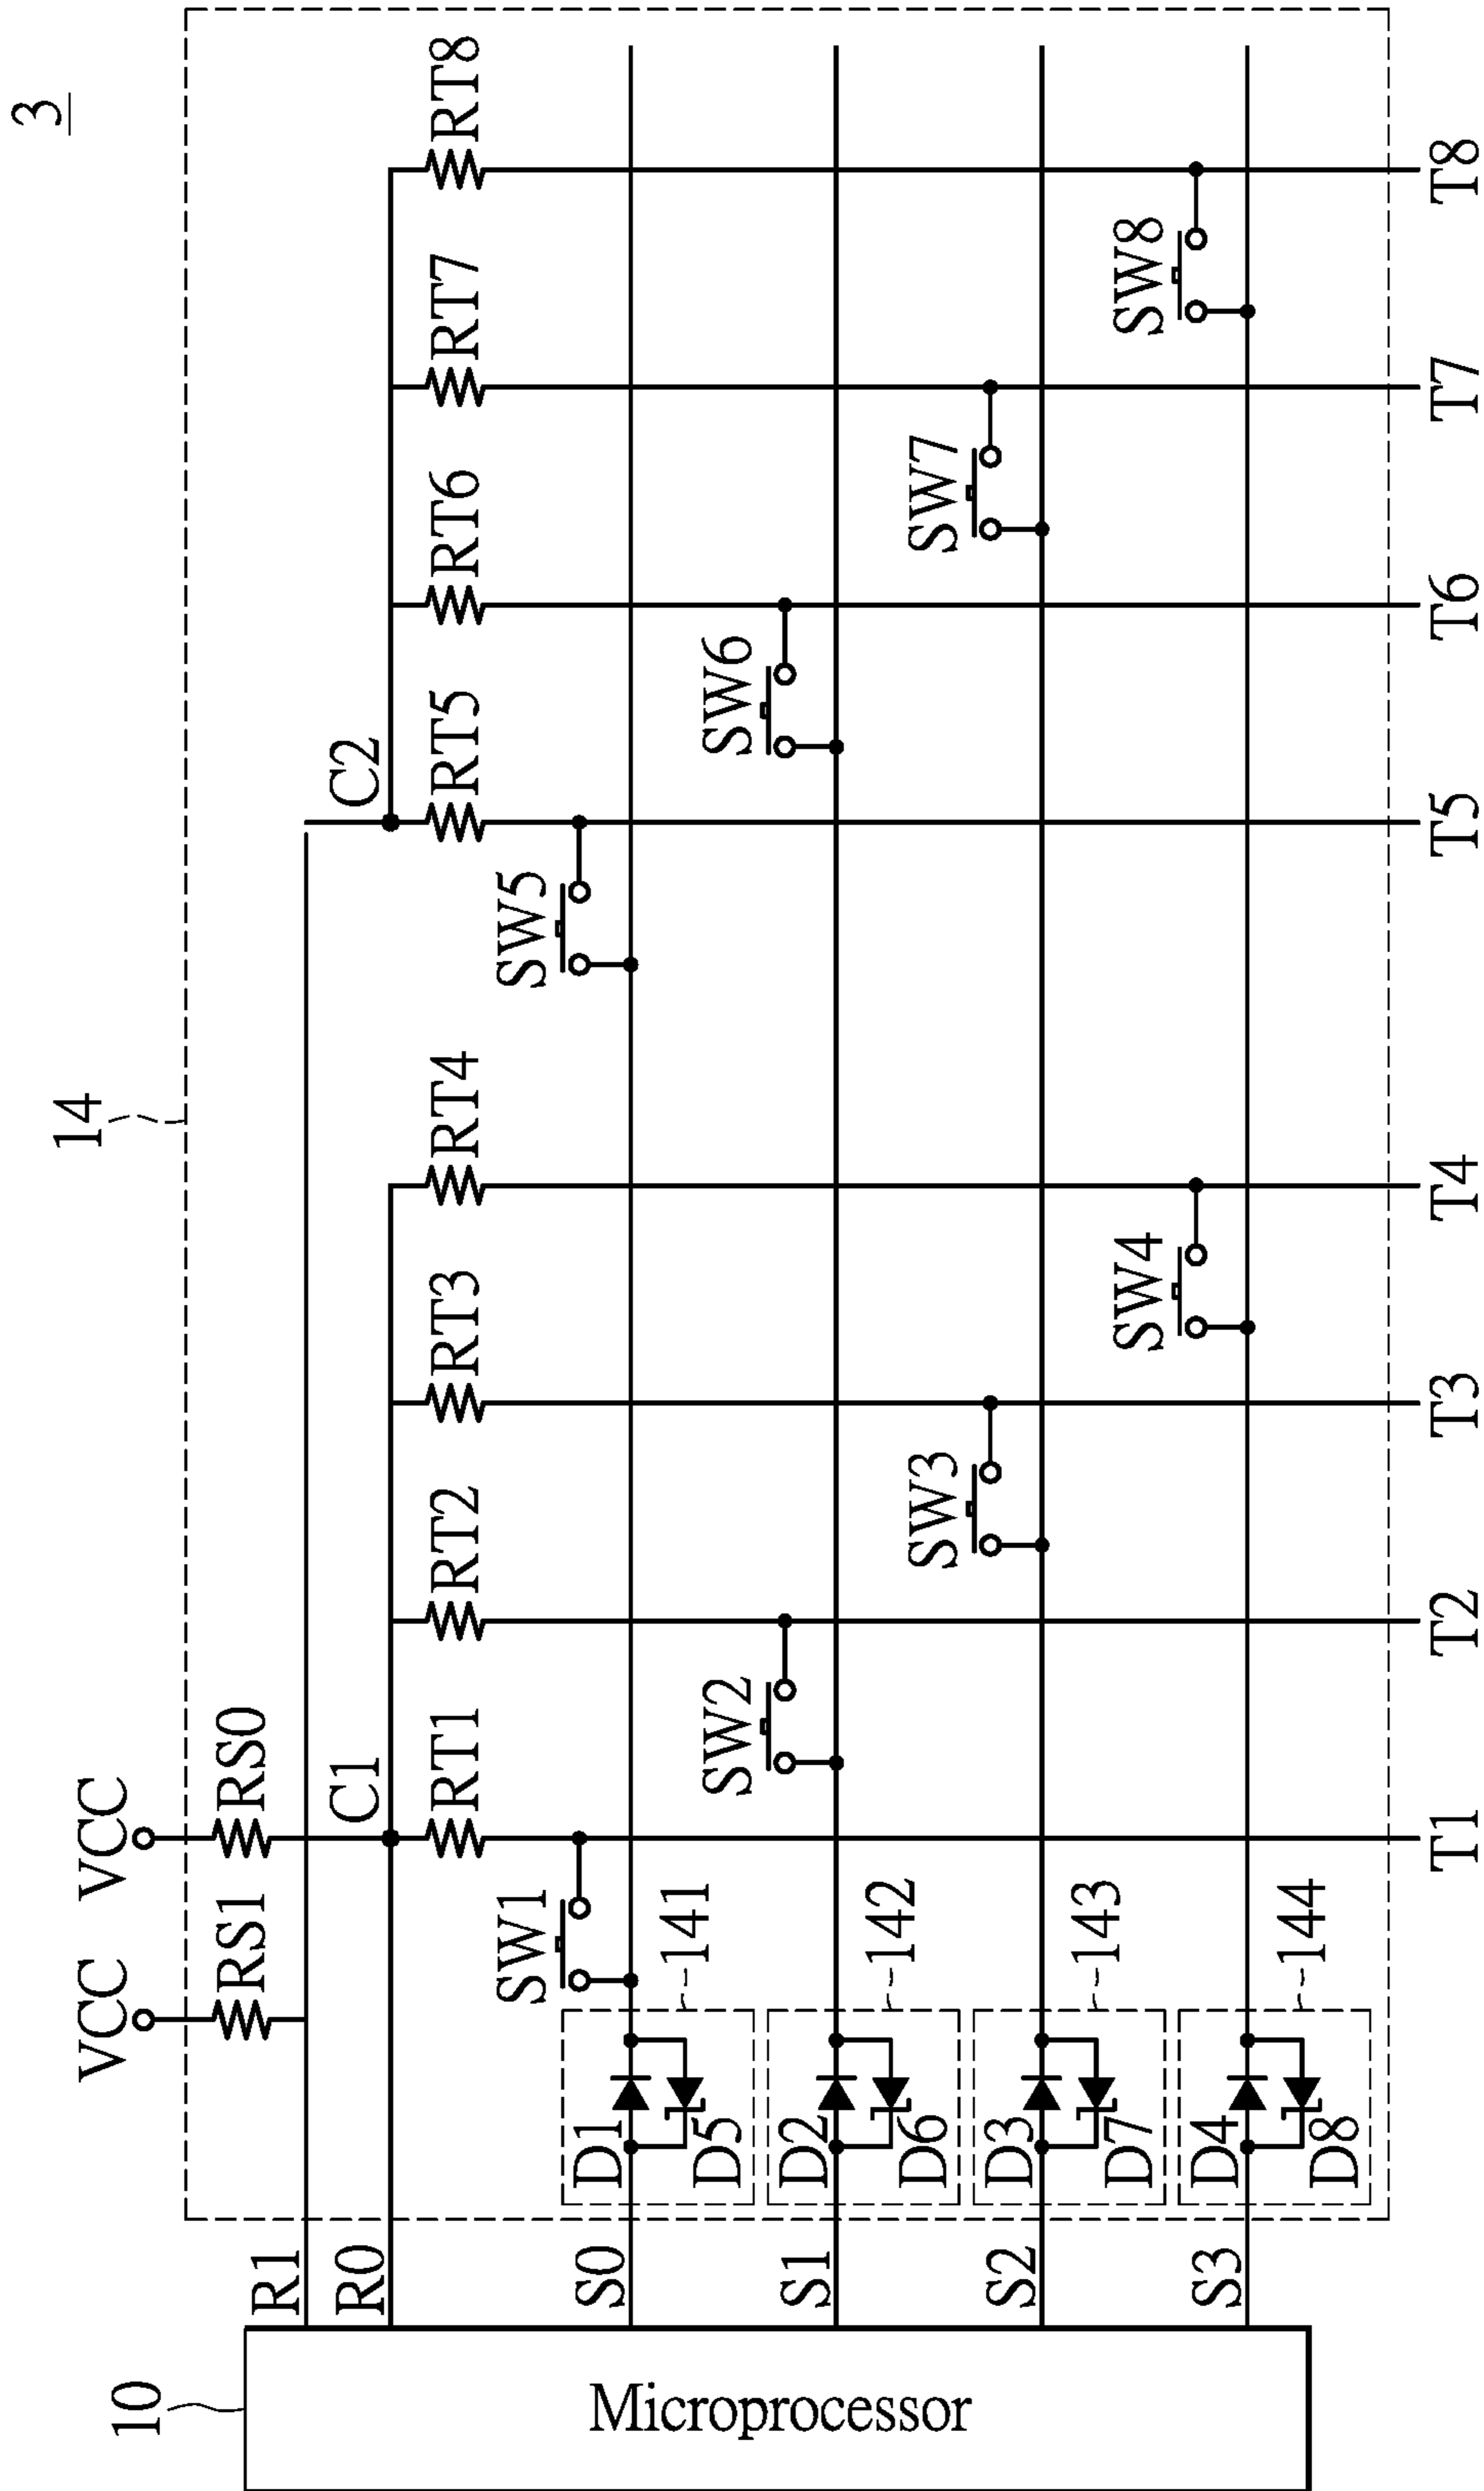 3
14
VCC
VCC
RS1
RS0
R1
R0
C1
C2
RT1
RT2
RT3
RT4
RT5
RT6
RT7
RT8
SW1
SW5
S0
D1
D5
141
SW2
SW6
S1
D2
D6
142
SW3
SW7
S2
D3
D7
143
SW4
SW8
S3
D4
D8
144
10
Microprocessor
T1
T2
T3
T4
T5
T6
T7
T8